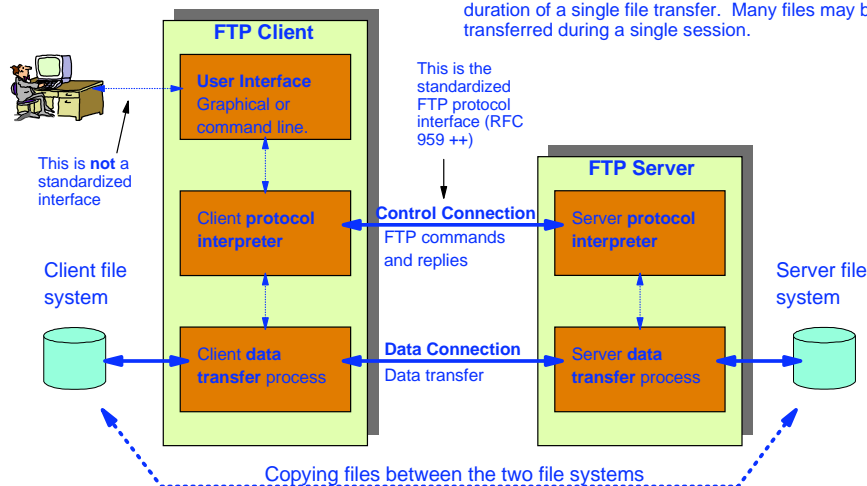 duration of a single file transfer. Many files may b
transferred during a single session.
FTP Client
User Interface
Graphical or
command line.
This is the
standardized
FTP protocol
interface (RFC
959 ++)
This is not a
standardized
interface
FTP Server
Client protocol
interpreter
Control Connection
FTP commands
and replies
Server protocol
interpreter
Client file
system
Server file
system
Client data
transfer process
Data Connection
Data transfer
Server data
transfer process
Copying files between the two file systems